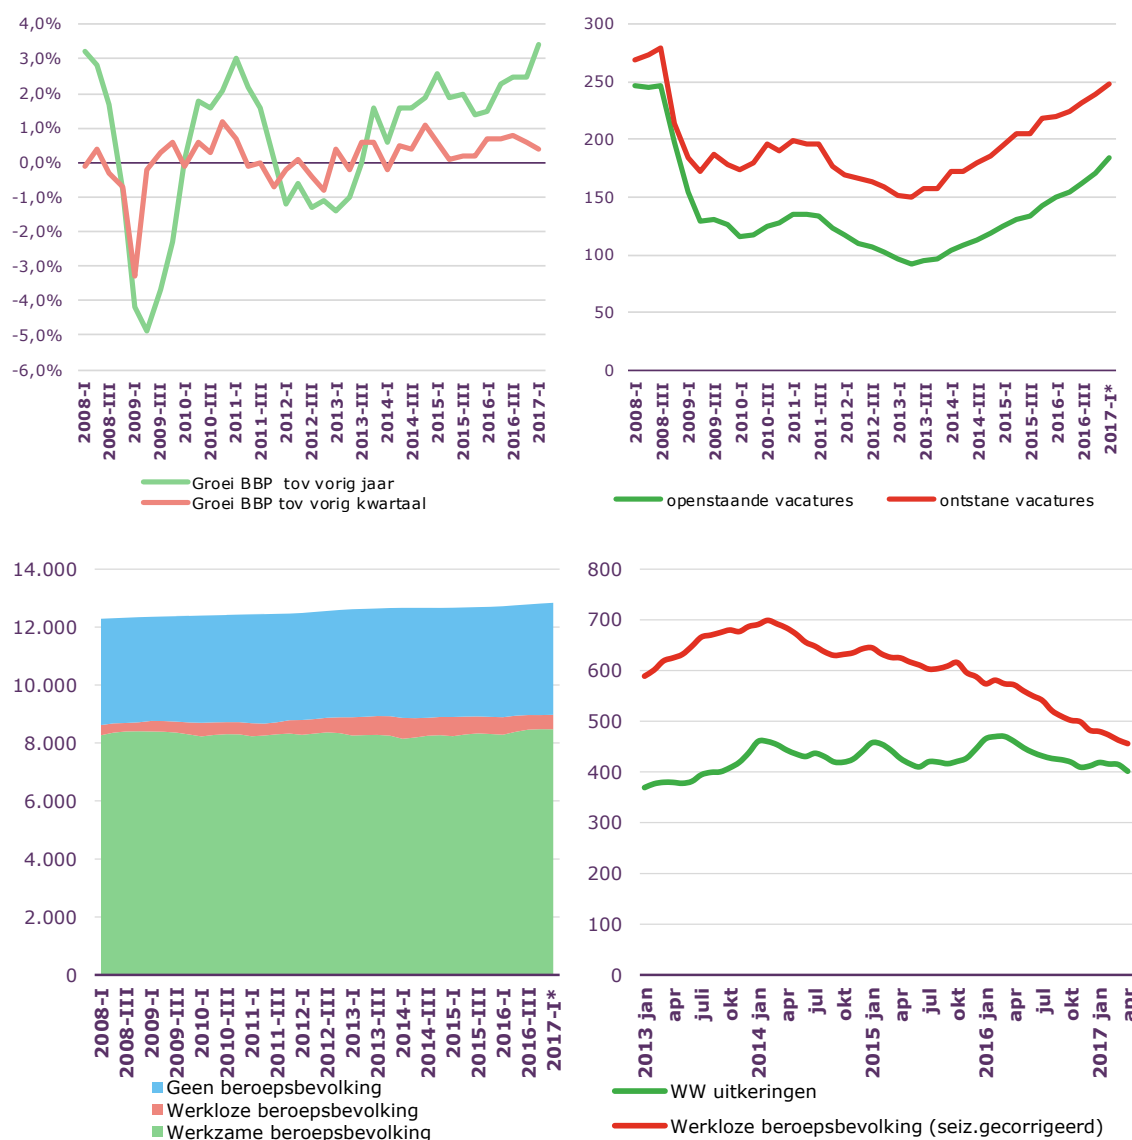 4,0%
3,0%
2,0%
1,0%
0,0%
-1,0%
-2,0%
-3,0%
-4,0%
-5,0%
-6,0%
2008-I
2008-III
2009-I
2009-III
2010-I
2010-III
2011-I
2011-III
2012-I
2012-III
2013-I
2013-III
2014-I
2014-III
2015-I
2015-III
2016-I
2016-III
2017-I
Groei BBP tov vorig jaar
Groei BBP tov vorig kwartaal
300
250
200
150
100
50
0
2008-I
2008-III
2009-I
2009-III
2010-I
2010-III
2011-I
2011-III
2012-I
2012-III
2013-I
2013-III
2014-I
2014-III
2015-I
2015-III
2016-I
2016-III
2017-I*
openstaande vacatures
ontstane vacatures
14.000
12.000
10.000
8.000
6.000
4.000
2.000
0
2008-I
2008-III
2009-I
2009-III
2010-I
2010-III
2011-I
2011-III
2012-I
2012-III
2013-I
2013-III
2014-I
2014-III
2015-I
2015-III
2016-I
2016-III
2017-I*
Geen beroepsbevolking
Werkloze beroepsbevolking
Werkzame beroepsbevolking
800
700
600
500
400
300
200
100
0
2013 jan
apr
juli
okt
2014 jan
apr
jul
okt
2015 jan
apr
jul
okt
2016 jan
apr
jul
okt
2017 jan
apr
WW uitkeringen
Werkloze beroepsbevolking (seiz.gecorrigeerd)